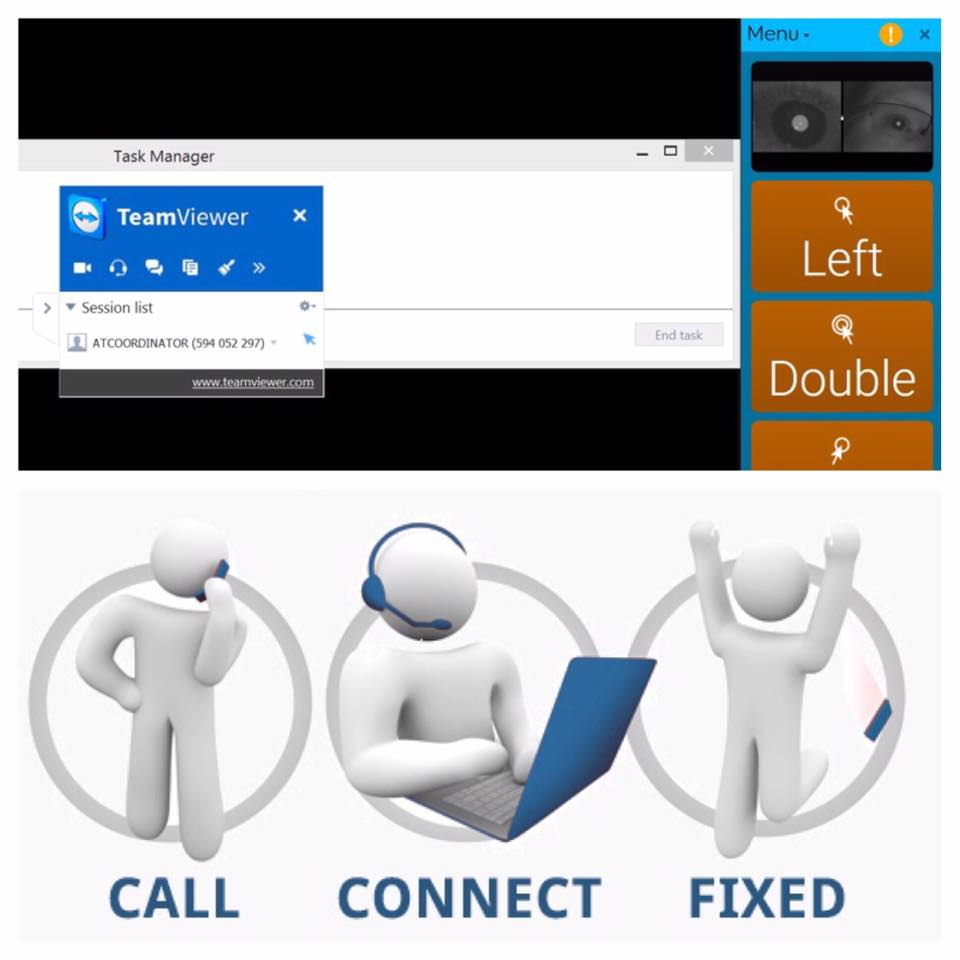 Menu
Task Manager
TeamViewer
Session list
ATCOORDINATOR (594 052 297)
www.teamviewer.com
End task
Left
Double
CALL CONNECT FIXED